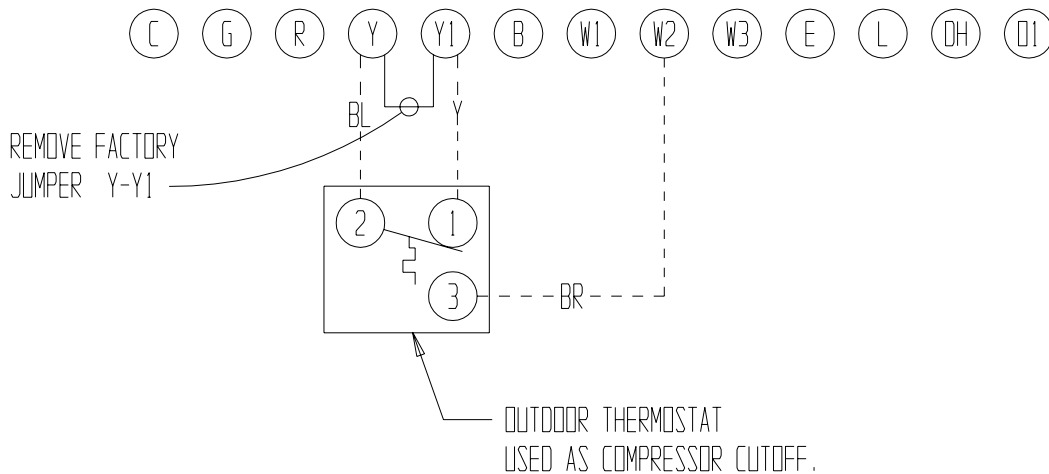 C G R Y Y1 B W1 W2 W3 E L OH O1
BL Y
REMOVE FACTORY
JUMPER Y-Y1
2 1
3 BR
OUTDOOR THERMOSTAT
USED AS COMPRESSOR CUTOFF.